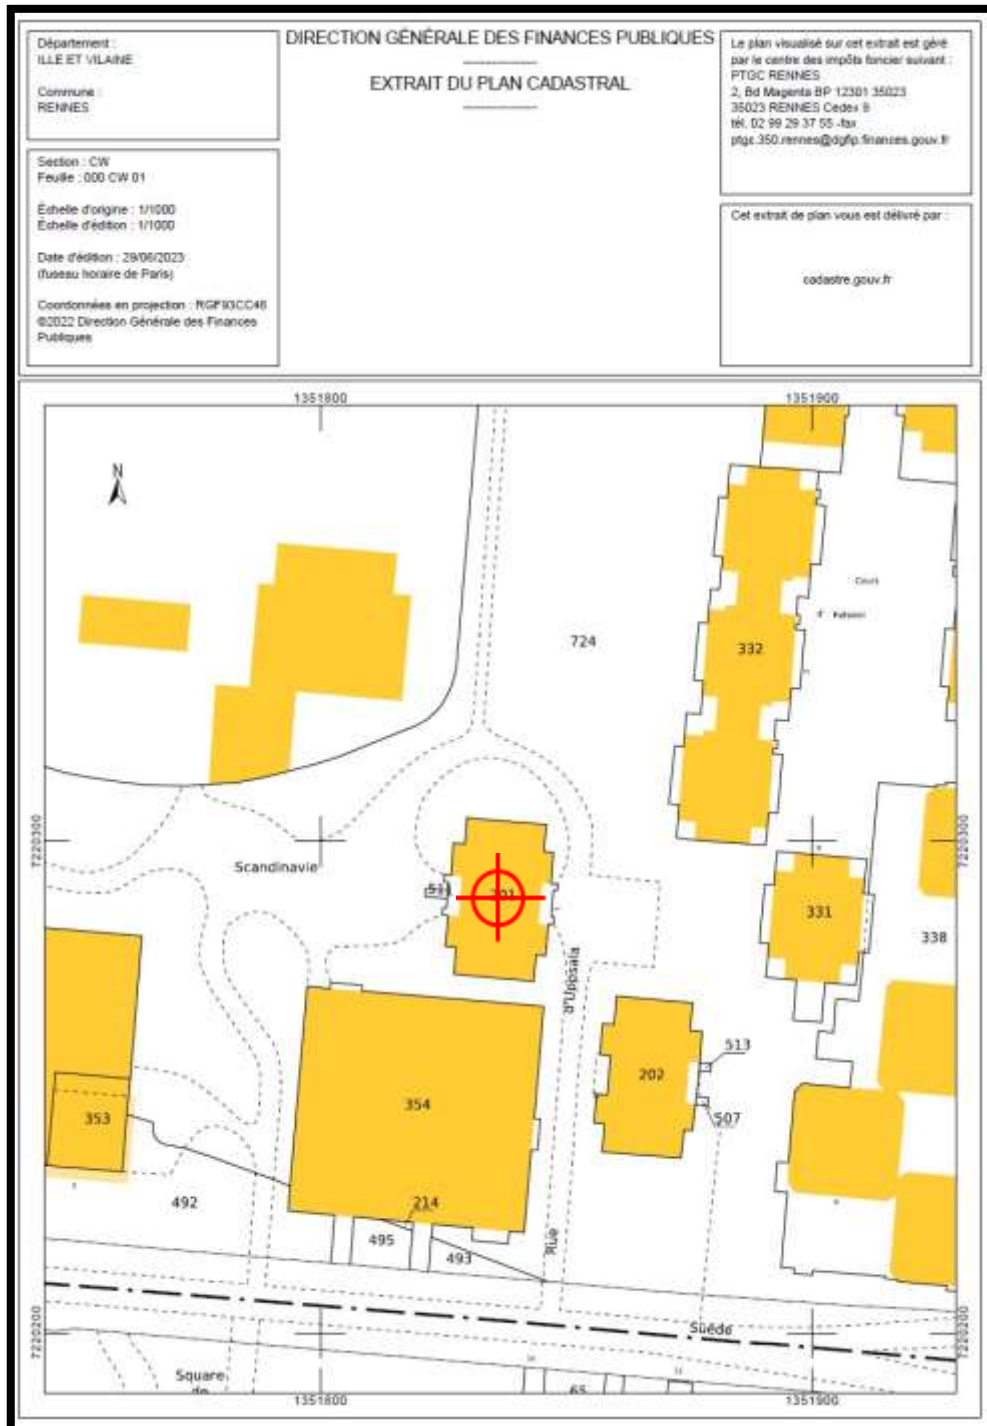 Département :
ILLE ET VILAINE
Commune :
RENNES
Section : CW
Feuille : 000 CW 01
Échelle d'origine : 1/1000
Échelle d'édition : 1/1000
Date d'édition : 29/06/2023
(fuseau horaire de Paris)
Coordonnées en projection : RGF93CC48
©2022 Direction Générale des Finances
Publiques
DIRECTION GÉNÉRALE DES FINANCES PUBLIQUES
EXTRAIT DU PLAN CADASTRAL
Le plan visualisé sur cet extrait est géré
par le centre des impôts foncier suivant :
PTGC RENNES
2, Bd Magenta BP 12301 35023
35023 RENNES Cedex 9
tél. 02 99 29 37 55 -fax
ptgc.350.rennes@dgfip.finances.gouv.fr
Cet extrait de plan vous est délivré par :
cadastre.gouv.fr
1351800
1351900
N
Cours
d'
724
332
7220300
7220300
Scandinavie
511
201
331
338
d'Uppsala
513
202
507
354
353
492
214
495
493
Rue
7220200
7220200
Suède
Square
de
65
1351800
1351900